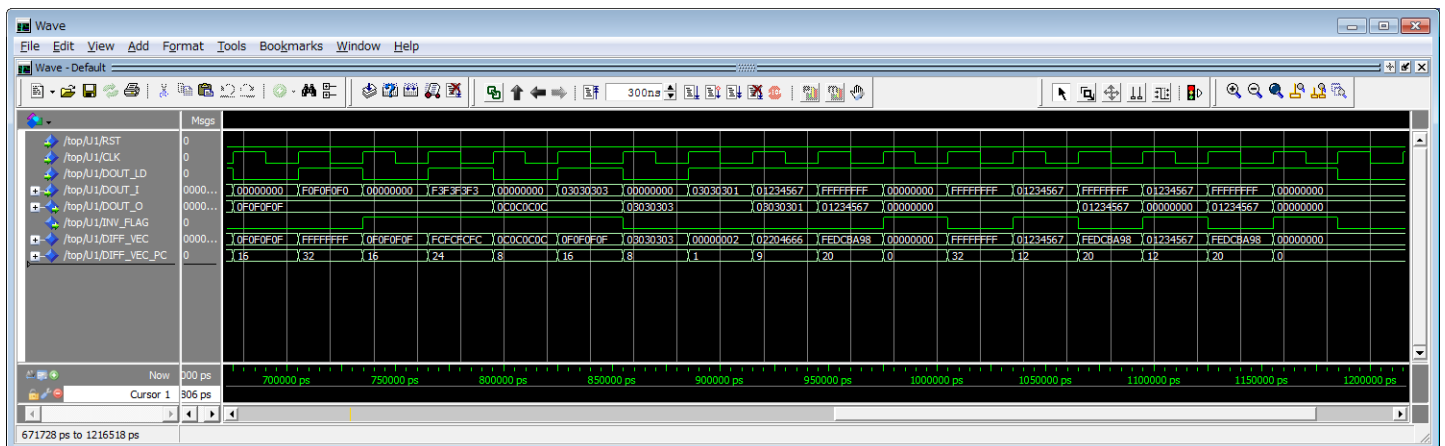 Wave
File Edit View Add Format Tools Bookmarks Window Help
Wave - Default
300ns
Msgs
/top/U1/RST 0
/top/U1/CLK 0
/top/U1/DOUT_LD 0
/top/U1/DOUT_I 0000... 00000000 F0F0F0F0 00000000 F3F3F3F3 00000000 03030303 00000000 03030301 01234567 FFFFFFFF 00000000 FFFFFFFF 01234567 FFFFFFFF 01234567 FFFFFFFF 00000000
/top/U1/DOUT_O 0000... 0F0F0F0F 0C0C0C0C 03030303 03030301 01234567 00000000 01234567 00000000 01234567 00000000
/top/U1/INV_FLAG 0
/top/U1/DIFF_VEC 0000... 0F0F0F0F FFFFFFFF 0F0F0F0F FCFCFCFC 0C0C0C0C 0F0F0F0F 03030303 00000002 02204666 FEDCBA98 00000000 FFFFFFFF 01234567 FEDCBA98 01234567 FEDCBA98 00000000
/top/U1/DIFF_VEC_PC 0 16 32 16 24 8 16 8 1 9 20 0 32 12 20 12 20 0
Now 000 ps 700000 ps 750000 ps 800000 ps 850000 ps 900000 ps 950000 ps 1000000 ps 1050000 ps 1100000 ps 1150000 ps 1200000 ps
Cursor 1 806 ps
671728 ps to 1216518 ps